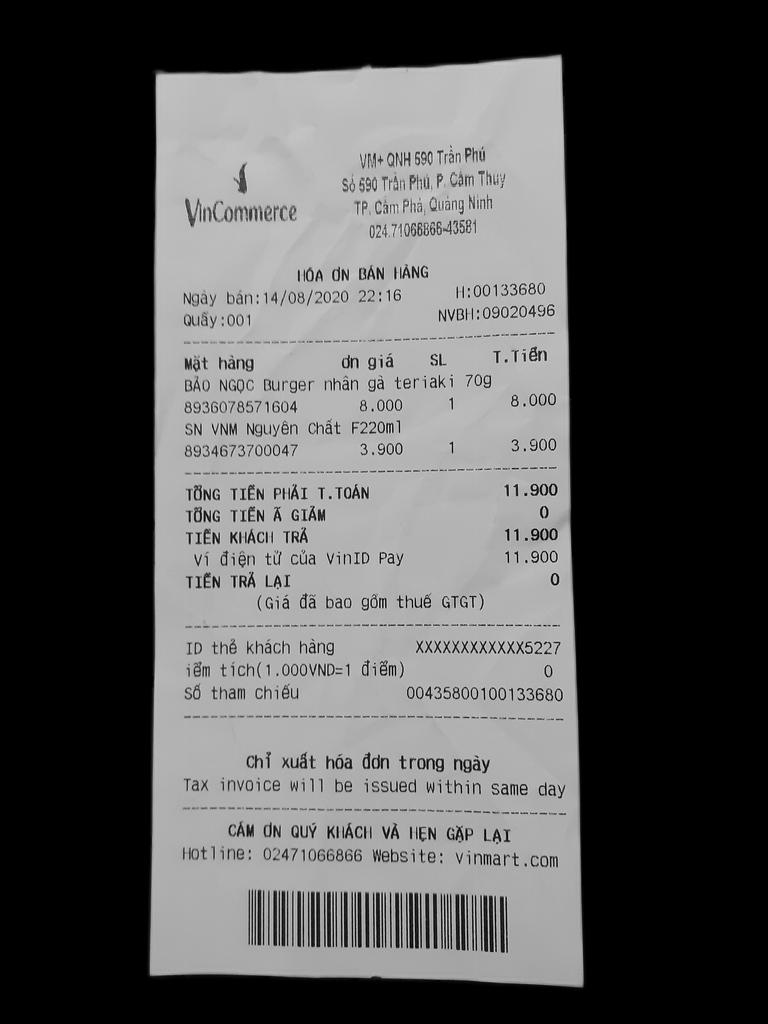 VinCommerce
VM+ QNH 590 Trần Phú
Số 590 Trần Phú, P. Cẩm Thuỷ
TP. Cẩm Phả, Quảng Ninh
024.71066866-43581
HÓA ƠN BÁN HÀNG
Ngày bán:14/08/2020 22:16 H:00133680
Quầy:001 NVBH:09020496
Mặt hàng ơn giá SL T.Tiền
BẢO NGỌC Burger nhân gà teriaki 70g
8936078571604 8.000 1 8.000
SN VNM Nguyên Chất F220ml
8934673700047 3.900 1 3.900
TỔNG TIỀN PHẢI T.TOÁN 11.900
TỔNG TIỀN Ã GIẢM 0
TIỀN KHÁCH TRẢ 11.900
Ví điện tử của VinID Pay 11.900
TIỀN TRẢ LẠI 0
(Giá đã bao gồm thuế GTGT)
ID thẻ khách hàng XXXXXXXXXXXX5227
iểm tích(1.000VND=1 điểm) 0
Số tham chiếu 00435800100133680
Chỉ xuất hóa đơn trong ngày
Tax invoice will be issued within same day
CẢM ƠN QUÝ KHÁCH VÀ HẸN GẶP LẠI
Hotline: 02471066866 Website: vinmart.com